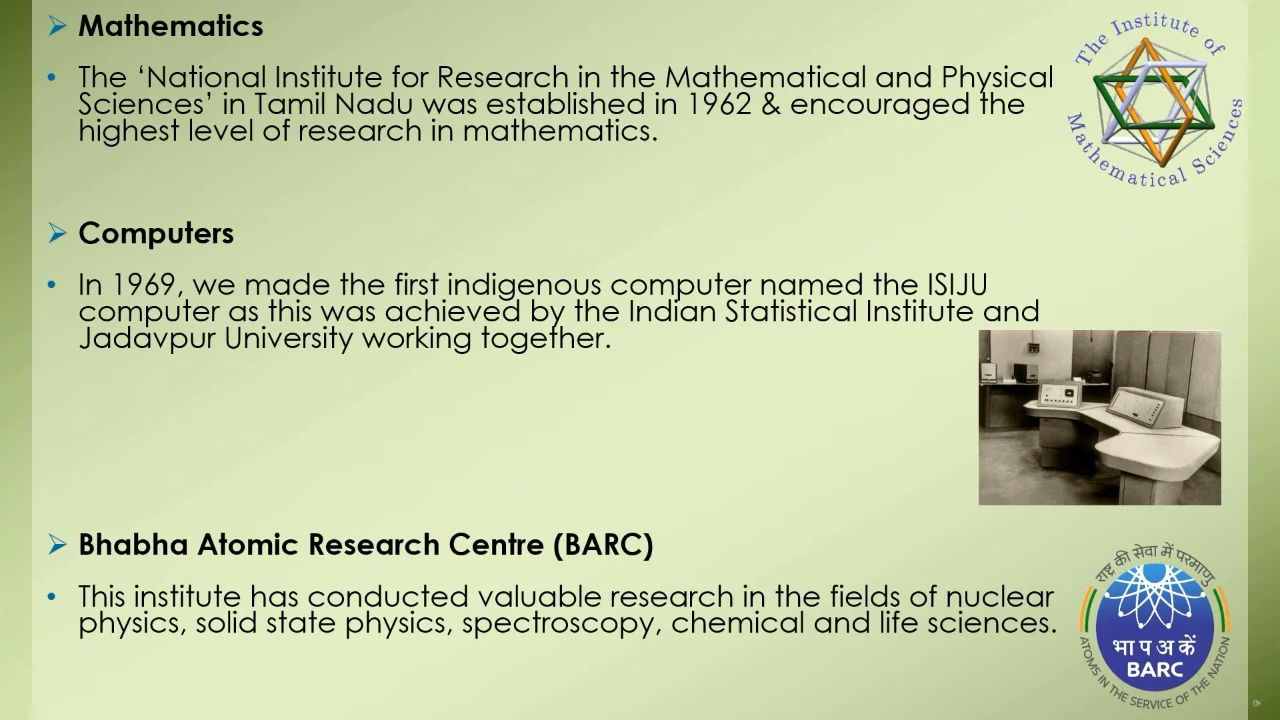 Mathematics
The ‘National Institute for Research in the Mathematical and Physical
Sciences’ in Tamil Nadu was established in 1962 & encouraged the
highest level of research in mathematics.
The Institute of
Mathematical Sciences
Computers
In 1969, we made the first indigenous computer named the ISIJU
computer as this was achieved by the Indian Statistical Institute and
Jadavpur University working together.
Bhabha Atomic Research Centre (BARC)
This institute has conducted valuable research in the fields of nuclear
physics, solid state physics, spectroscopy, chemical and life sciences.
राष्ट्र की सेवा में परमाणु
भा प अ कें
BARC
ATOMS IN THE SERVICE OF THE NATION